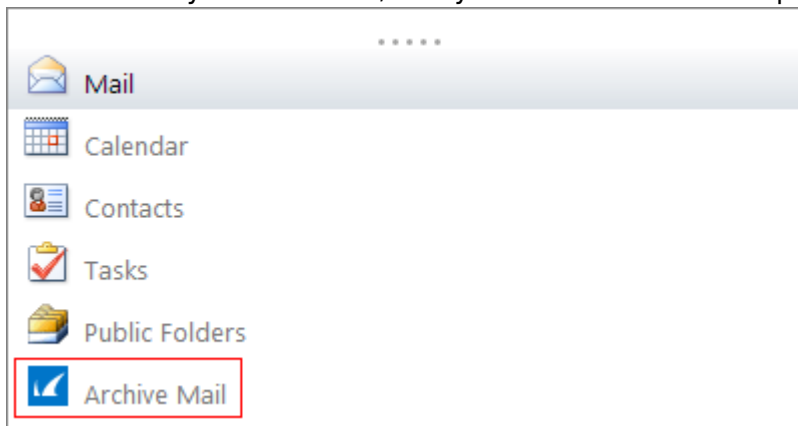 Mail
Calendar
Contacts
Tasks
Public Folders
Archive Mail